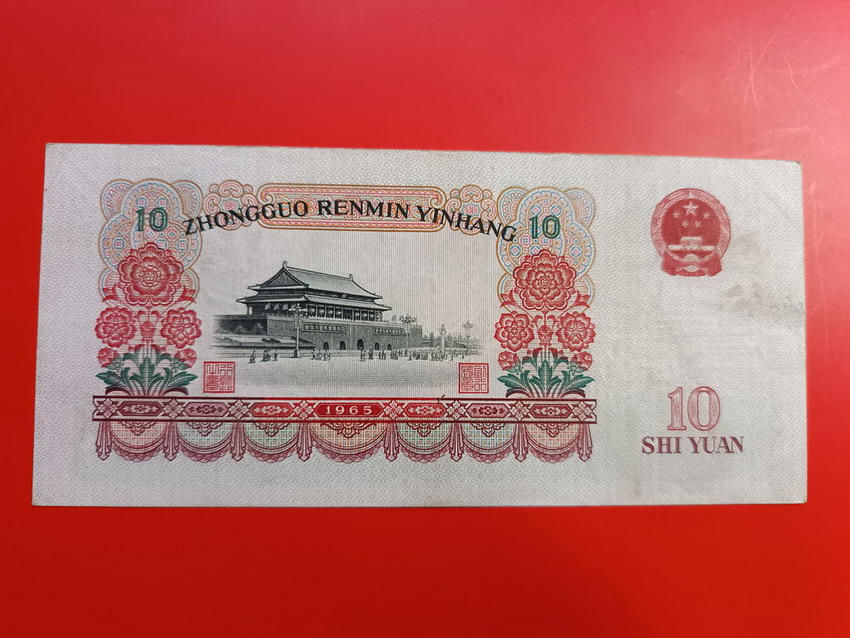 10 ZHONGGUO RENMIN YINHANG 10
1965
10
SHI YUAN